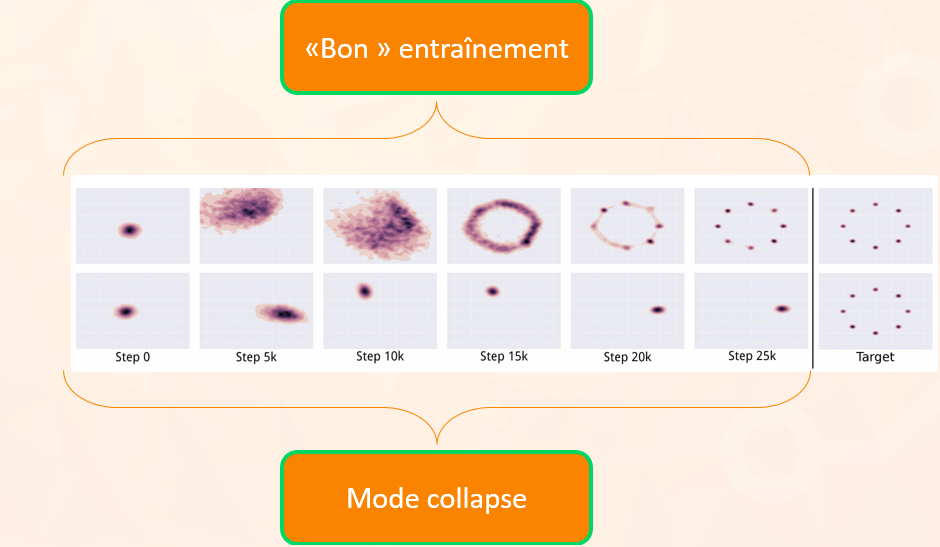 «Bon » entraînement
Step 0 Step 5k Step 10k Step 15k Step 20k Step 25k Target
Mode collapse